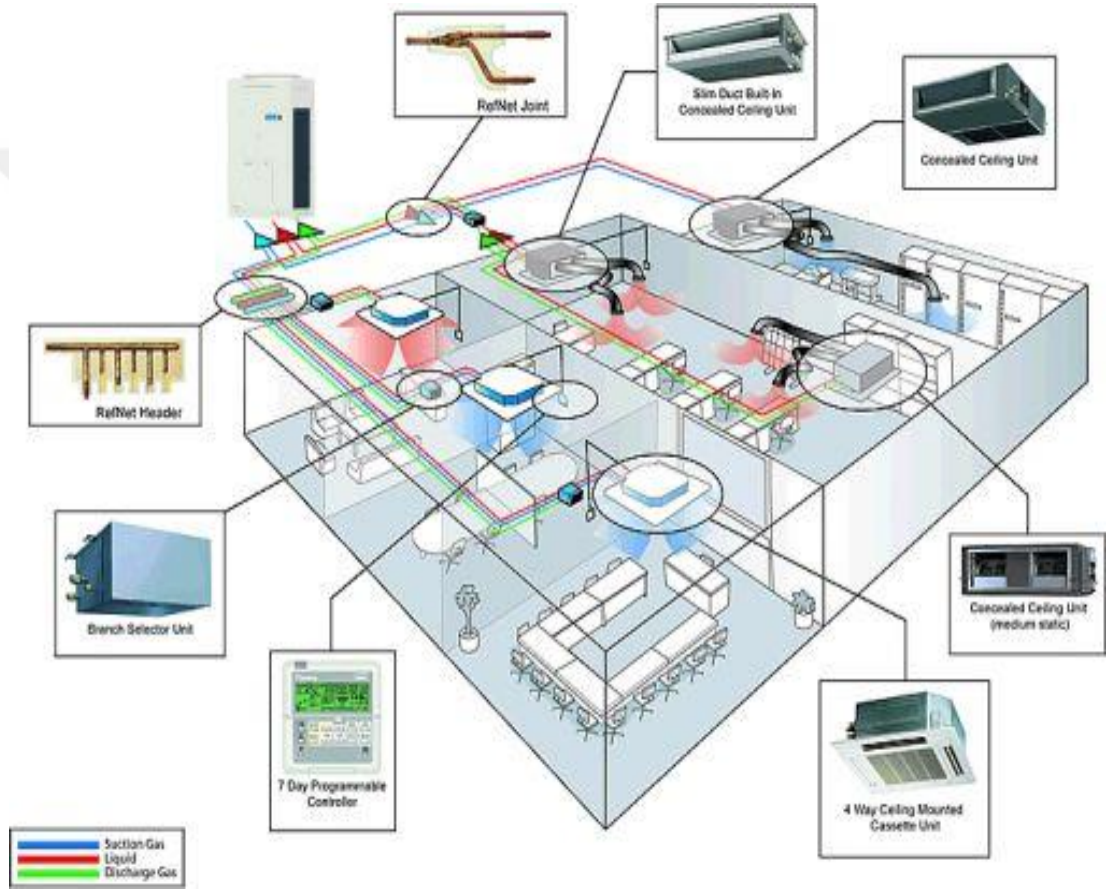 RefNet Joint
Slim Duct Built-In
Concealed Ceiling Unit
Concealed Ceiling Unit
RefNet Header
Branch Selector Unit
Concealed Ceiling Unit
(medium static)
7 Day Programmable
Controller
4 Way Ceiling Mounted
Cassette Unit
Suction Gas
Liquid
Discharge Gas